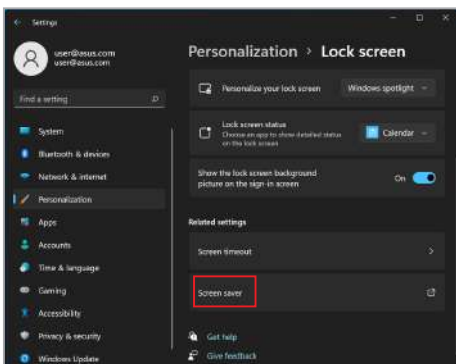 Settings
user@asus.com
user@asus.com
Find a setting
System
Bluetooth & devices
Network & internet
Personalization
Apps
Accounts
Time & language
Gaming
Accessibility
Privacy & security
Windows Update
Personalization > Lock screen
Personalize your lock screen
Windows spotlight
Lock screen status
Choose an app to show detailed status
on the lock screen
Calendar
Show the lock screen background
picture on the sign-in screen
On
Related settings
Screen timeout
Screen saver
Get help
Give feedback